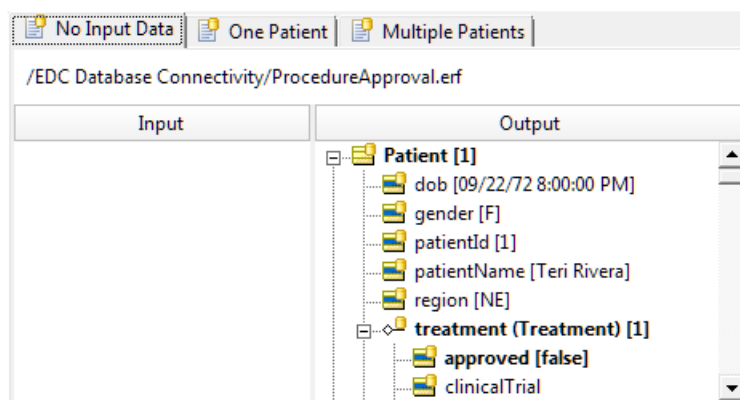 No Input Data
One Patient
Multiple Patients
/EDC Database Connectivity/ProcedureApproval.erf
Input
Output
Patient [1]
dob [09/22/72 8:00:00 PM]
gender [F]
patientId [1]
patientName [Teri Rivera]
region [NE]
treatment (Treatment) [1]
approved [false]
clinicalTrial